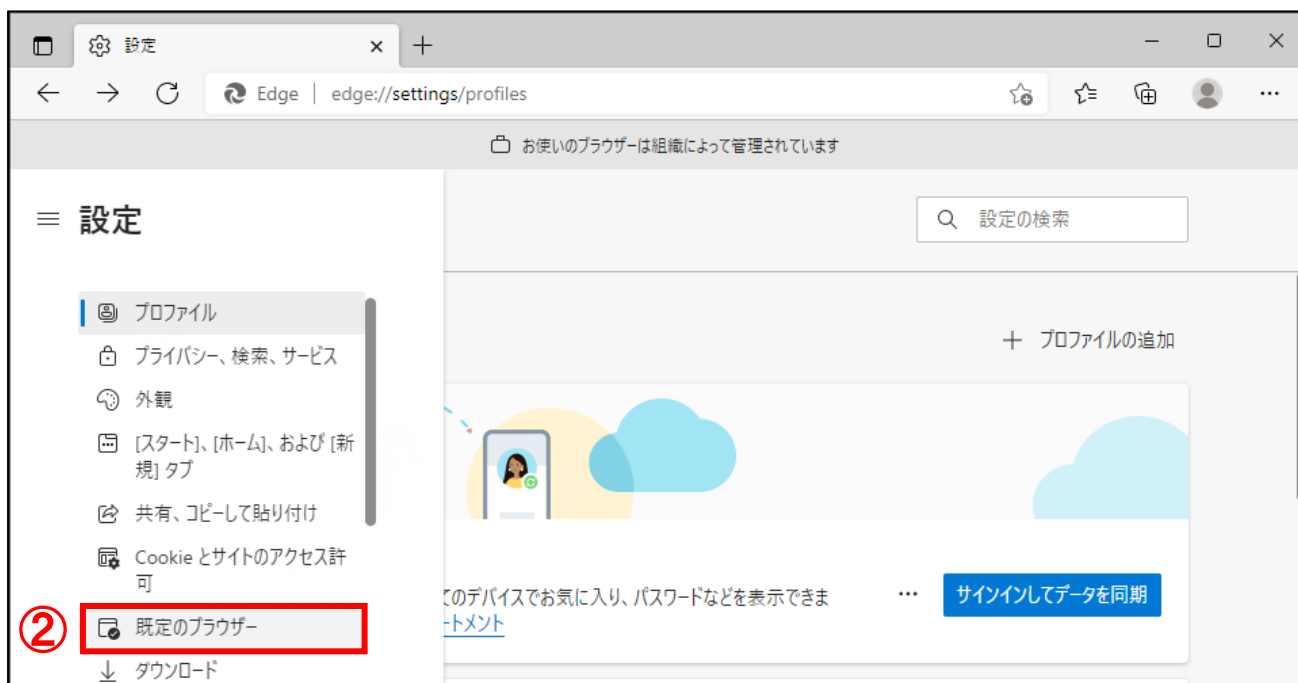 設定
Edge | edge://settings/profiles
お使いのブラウザーは組織によって管理されています
設定
設定の検索
プロファイル
プライバシー、検索、サービス
外観
[スタート]、[ホーム]、および [新
規] タブ
共有、コピーして貼り付け
Cookie とサイトのアクセス許
可
② 既定のブラウザー
ダウンロード
プロファイルの追加
てのデバイスでお気に入り、パスワードなどを表示できま
ートメント
サインインしてデータを同期